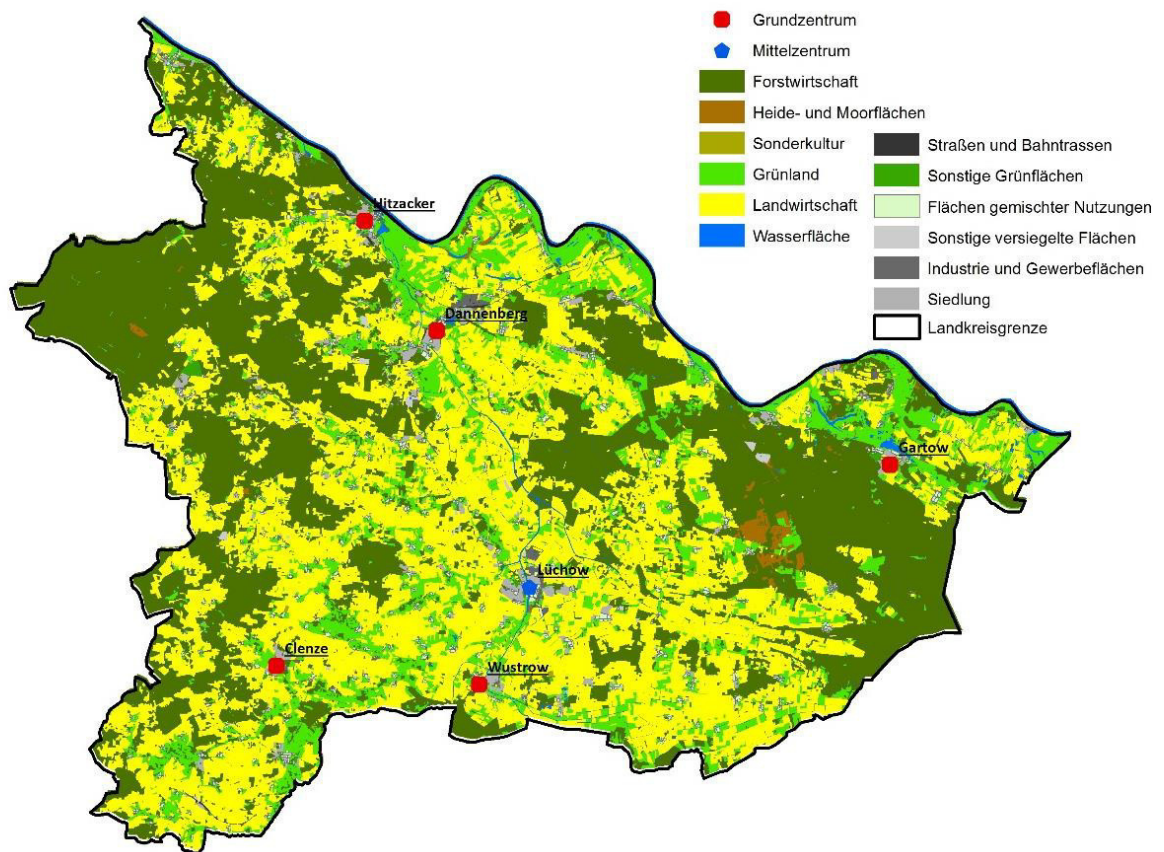 Grundzentrum
Mittelzentrum
Forstwirtschaft
Heide- und Moorflächen
Sonderkultur
Grünland
Landwirtschaft
Wasserfläche
Straßen und Bahntrassen
Sonstige Grünflächen
Flächen gemischter Nutzungen
Sonstige versiegelte Flächen
Industrie und Gewerbeflächen
Siedlung
Landkreisgrenze
Hitzacker
Dannenberg
Gartow
Lüchow
Clenze
Wustrow